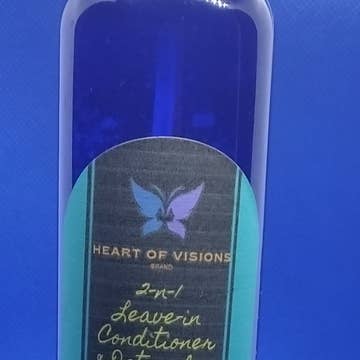 HEART OF VISIONS
BRAND
2-n-1
Leave-in
Conditioner
&